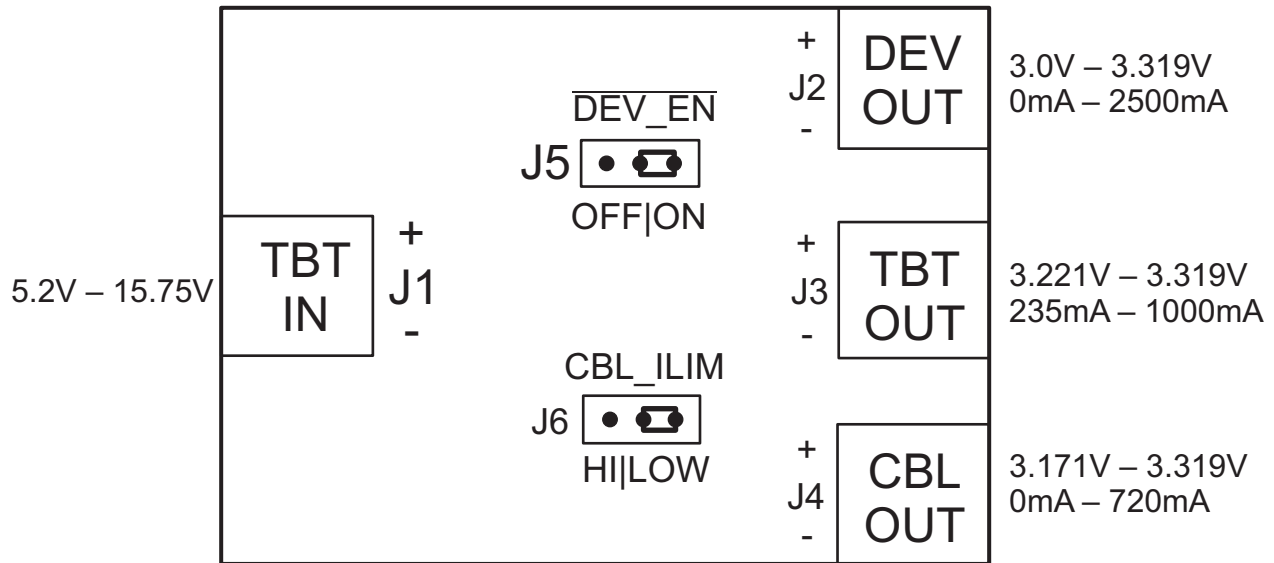 +
J2
-
DEV
OUT
3.0V – 3.319V
0mA – 2500mA
DEV_EN
J5
OFF|ON
5.2V – 15.75V
TBT
IN
+
J1
-
+
J3
-
TBT
OUT
3.221V – 3.319V
235mA – 1000mA
CBL_ILIM
J6
HI|LOW
+
J4
-
CBL
OUT
3.171V – 3.319V
0mA – 720mA